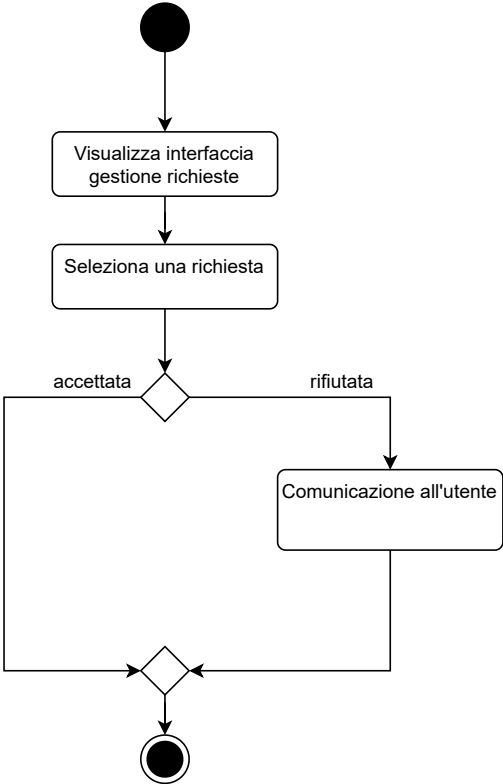 Visualizza interfaccia
gestione richieste
Seleziona una richiesta
accettata
rifiutata
Comunicazione all'utente